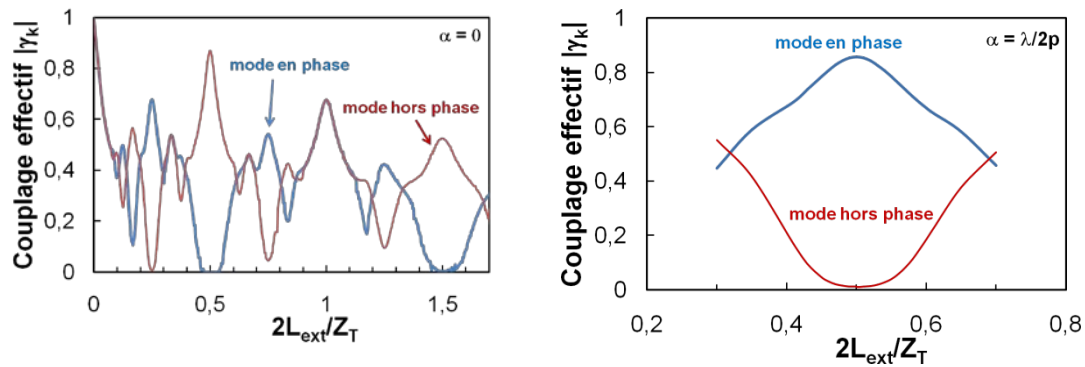 Couplage effectif |γk|
1
0,8
0,6
0,4
0,2
0
α = 0
mode en phase
mode hors phase
0
0,5
1
1,5
2Lext/ZT
Couplage effectif |γk|
1
0,8
0,6
0,4
0,2
0
α = λ/2p
mode en phase
mode hors phase
0,2
0,4
0,6
0,8
2Lext/ZT